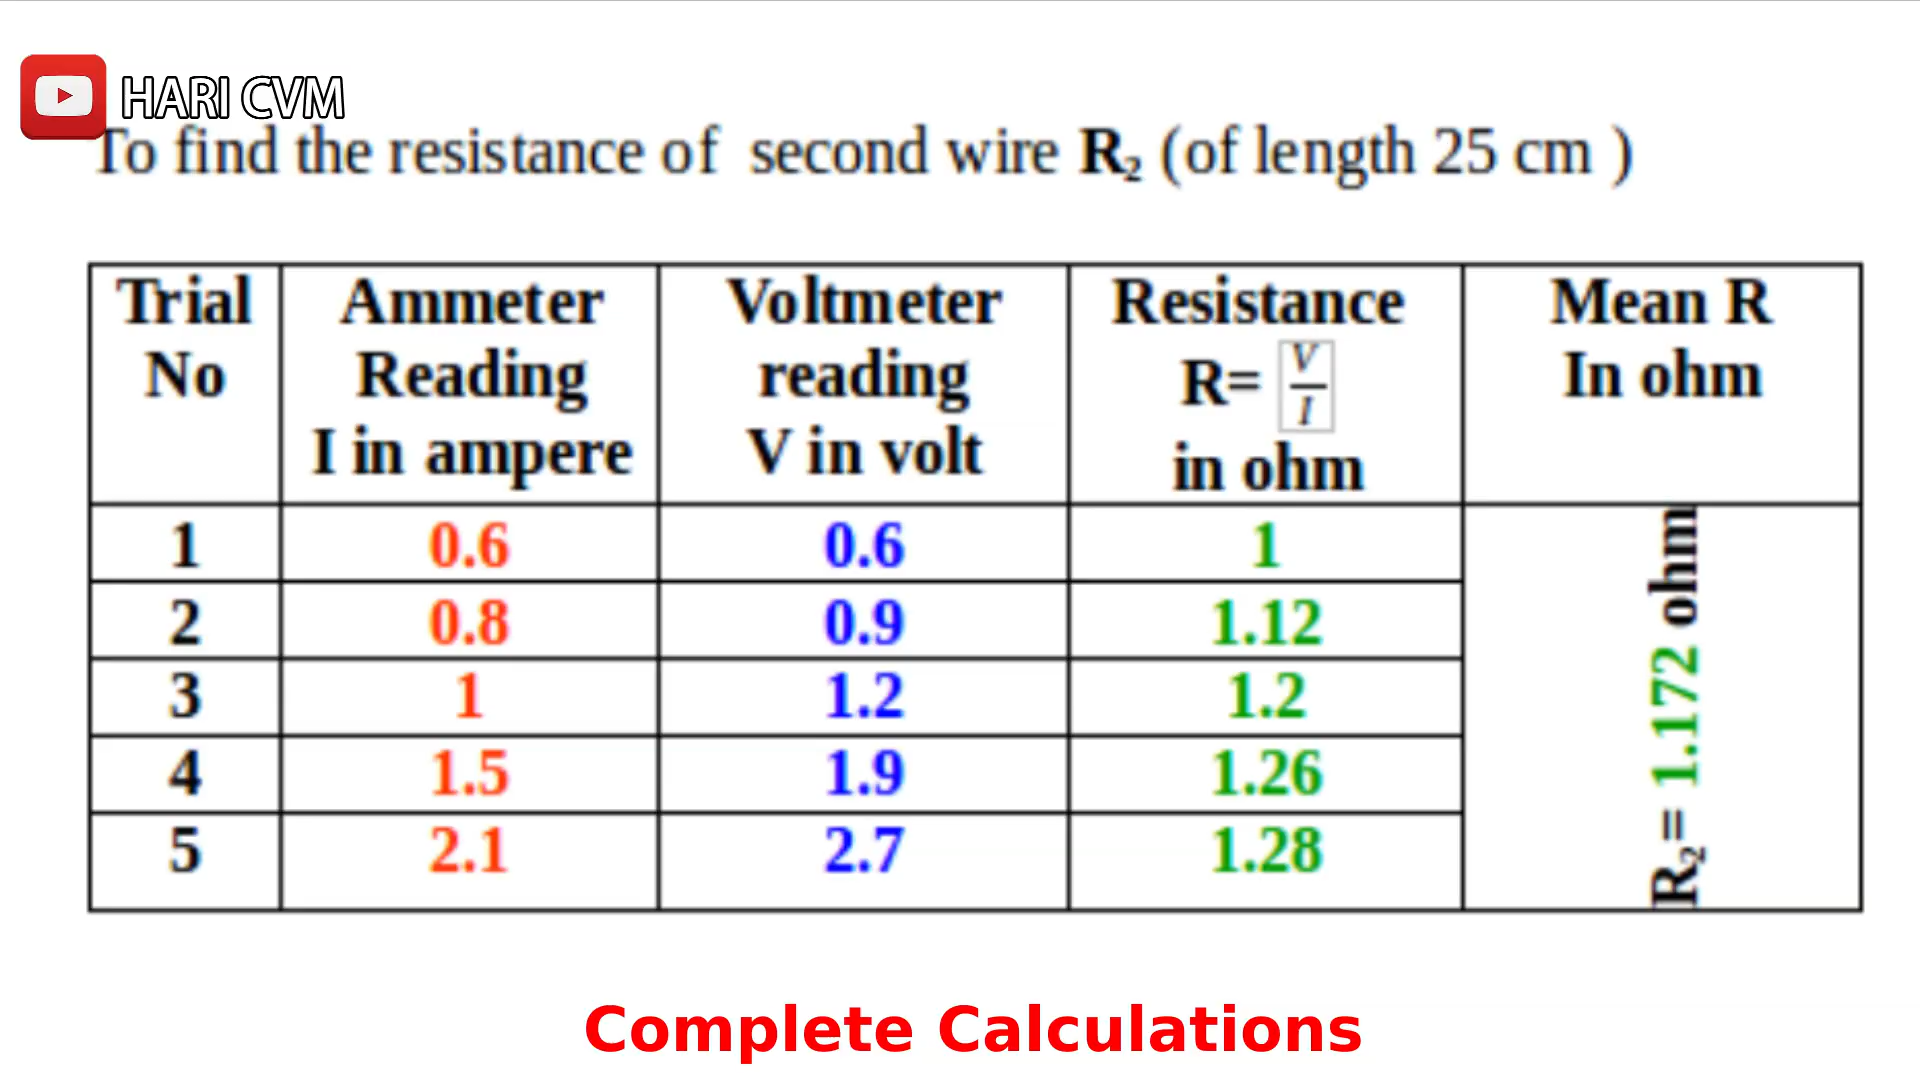 HARI CVM
To find the resistance of second wire R₂ (of length 25 cm )
Trial No | Ammeter Reading I in ampere | Voltmeter reading V in volt | Resistance R= V/I in ohm | Mean R In ohm
1 | 0.6 | 0.6 | 1 | R₂= 1.172 ohm
2 | 0.8 | 0.9 | 1.12
3 | 1 | 1.2 | 1.2
4 | 1.5 | 1.9 | 1.26
5 | 2.1 | 2.7 | 1.28
Complete Calculations